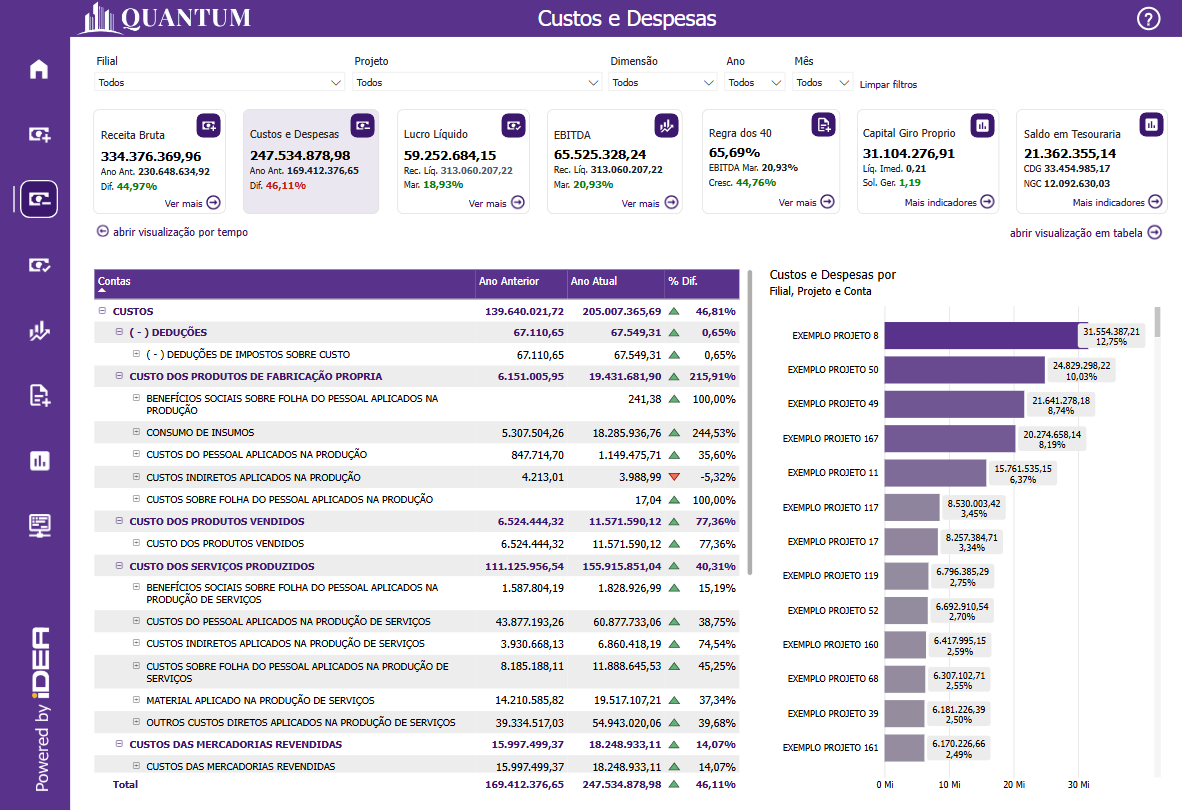 QUANTUM
Custos e Despesas
?
Filial
Projeto
Dimensão
Ano
Mês
Todos
Todos
Todos
Todos
Todos
Limpar filtros
Receita Bruta
334.376.369,96
Ano Ant. 230.648.634,92
Dif. 44,97%
Ver mais
Custos e Despesas
247.534.878,98
Ano Ant. 169.412.376,65
Dif. 46,11%
Lucro Líquido
59.252.684,15
Rec. Líq. 313.060.207,22
Mar. 18,93%
Ver mais
EBITDA
65.525.328,24
Rec. Líq. 313.060.207,22
Mar. 20,93%
Ver mais
Regra dos 40
65,69%
EBITDA Mar. 20,93%
Cresc. 44,76%
Ver mais
Capital Giro Proprio
31.104.276,91
Líq. Imed. 0,21
Sol. Ger. 1,19
Mais indicadores
Saldo em Tesouraria
21.362.355,14
CDG 33.454.985,17
NGC 12.092.630,03
Mais indicadores
abrir visualização por tempo
abrir visualização em tabela
Contas Ano Anterior Ano Atual % Dif.
CUSTOS 139.640.021,72 205.007.365,69 46,81%
( - ) DEDUÇÕES 67.110,65 67.549,31 0,65%
( - ) DEDUÇÕES DE IMPOSTOS SOBRE CUSTO 67.110,65 67.549,31 0,65%
CUSTO DOS PRODUTOS DE FABRICAÇÃO PROPRIA 6.151.005,95 19.431.681,90 215,91%
BENEFÍCIOS SOCIAIS SOBRE FOLHA DO PESSOAL APLICADOS NA 241,38 100,00%
PRODUÇÃO
CONSUMO DE INSUMOS 5.307.504,26 18.285.936,76 244,53%
CUSTOS DO PESSOAL APLICADOS NA PRODUÇÃO 847.714,70 1.149.475,71 35,60%
CUSTOS INDIRETOS APLICADOS NA PRODUÇÃO 4.213,01 3.988,99 -5,32%
CUSTOS SOBRE FOLHA DO PESSOAL APLICADOS NA PRODUÇÃO 17,04 100,00%
CUSTO DOS PRODUTOS VENDIDOS 6.524.444,32 11.571.590,12 77,36%
CUSTO DOS PRODUTOS VENDIDOS 6.524.444,32 11.571.590,12 77,36%
CUSTO DOS SERVIÇOS PRODUZIDOS 111.125.956,54 155.915.851,04 40,31%
BENEFÍCIOS SOCIAIS SOBRE FOLHA DO PESSOAL APLICADOS NA 1.587.804,19 1.828.926,99 15,19%
PRODUÇÃO DE SERVIÇOS
CUSTOS DO PESSOAL APLICADOS NA PRODUÇÃO DE SERVIÇOS 43.877.193,26 60.877.733,06 38,75%
CUSTOS INDIRETOS APLICADOS NA PRODUÇÃO DE SERVIÇOS 3.930.668,13 6.860.418,19 74,54%
CUSTOS SOBRE FOLHA DO PESSOAL APLICADOS NA PRODUÇÃO DE 8.185.188,11 11.888.645,53 45,25%
SERVIÇOS
MATERIAL APLICADO NA PRODUÇÃO DE SERVIÇOS 14.210.585,82 19.517.107,21 37,34%
OUTROS CUSTOS DIRETOS APLICADOS NA PRODUÇÃO DE SERVIÇOS 39.334.517,03 54.943.020,06 39,68%
CUSTOS DAS MERCADORIAS REVENDIDAS 15.997.499,37 18.248.933,11 14,07%
CUSTOS DAS MERCADORIAS REVENDIDAS 15.997.499,37 18.248.933,11 14,07%
Total 169.412.376,65 247.534.878,98 46,11%
Custos e Despesas por
Filial, Projeto e Conta
EXEMPLO PROJETO 8 31.554.387,21
12,75%
EXEMPLO PROJETO 50 24.829.298,22
10,03%
EXEMPLO PROJETO 49 21.641.278,18
8,74%
EXEMPLO PROJETO 167 20.274.658,14
8,19%
EXEMPLO PROJETO 11 15.761.535,15
6,37%
EXEMPLO PROJETO 117 8.530.003,42
3,45%
EXEMPLO PROJETO 17 8.257.384,71
3,34%
EXEMPLO PROJETO 119 6.796.385,29
2,75%
EXEMPLO PROJETO 52 6.692.910,54
2,70%
EXEMPLO PROJETO 160 6.417.995,15
2,59%
EXEMPLO PROJETO 68 6.307.102,71
2,55%
EXEMPLO PROJETO 39 6.181.226,39
2,50%
EXEMPLO PROJETO 161 6.170.226,66
2,49%
0 Mi 10 Mi 20 Mi 30 Mi
Powered by iDEA